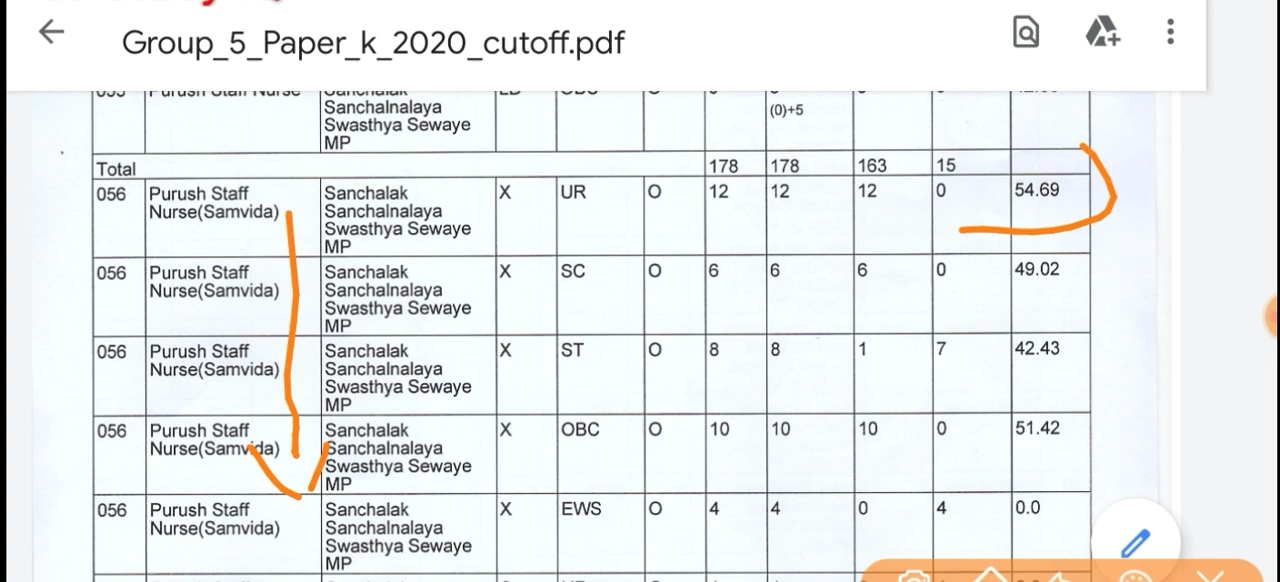 Group_5_Paper_k_2020_cutoff.pdf
Sanchalnalaya (0)+5
Swasthya Sewaye
MP
Total 178 178 163 15
056 Purush Staff Sanchalak X UR O 12 12 12 0 54.69
Nurse(Samvida) Sanchalnalaya
Swasthya Sewaye
MP
056 Purush Staff Sanchalak X SC O 6 6 6 0 49.02
Nurse(Samvida) Sanchalnalaya
Swasthya Sewaye
MP
056 Purush Staff Sanchalak X ST O 8 8 1 7 42.43
Nurse(Samvida) Sanchalnalaya
Swasthya Sewaye
MP
056 Purush Staff Sanchalak X OBC O 10 10 10 0 51.42
Nurse(Samvida) Sanchalnalaya
Swasthya Sewaye
MP
056 Purush Staff Sanchalak X EWS O 4 4 0 4 0.0
Nurse(Samvida) Sanchalnalaya
Swasthya Sewaye
MP